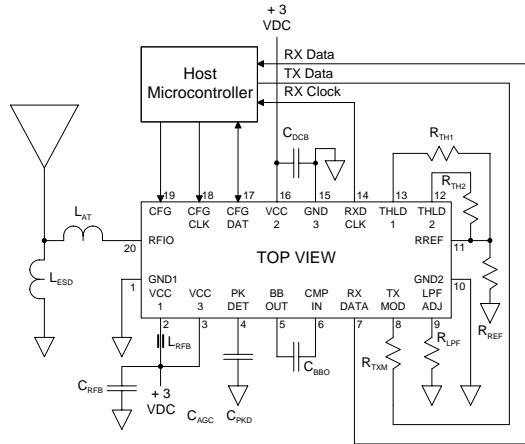 + 3
VDC
RX Data
TX Data
RX Clock
Host
Microcontroller
CDCB
RTH1
RTH2
19 18 17 16 15 14 13 12
CFG CFG CLK CFG DAT VCC 2 GND 3 RXD CLK THLD 1 THLD 2
LAT
20 RFIO
RREF 11
TOP VIEW
LESD
1 GND1
GND2 10
VCC 1 VCC 3 PK DET BB OUT CMP IN RX DATA TX MOD LPF ADJ
2 3 4 5 6 7 8 9
RREF
LRFB
CBBO
RTXM
RLPF
CRFB
+ 3
VDC
CAGC
CPKD